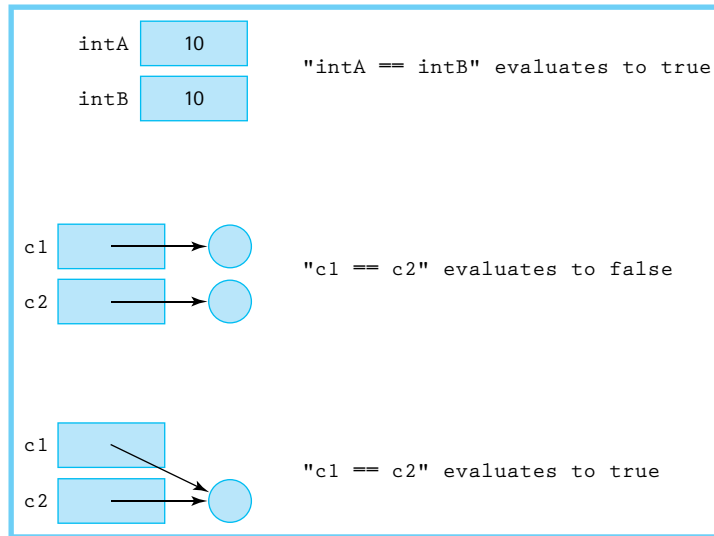 intA 10
"intA == intB" evaluates to true
intB 10
c1
"c1 == c2" evaluates to false
c2
c1
"c1 == c2" evaluates to true
c2